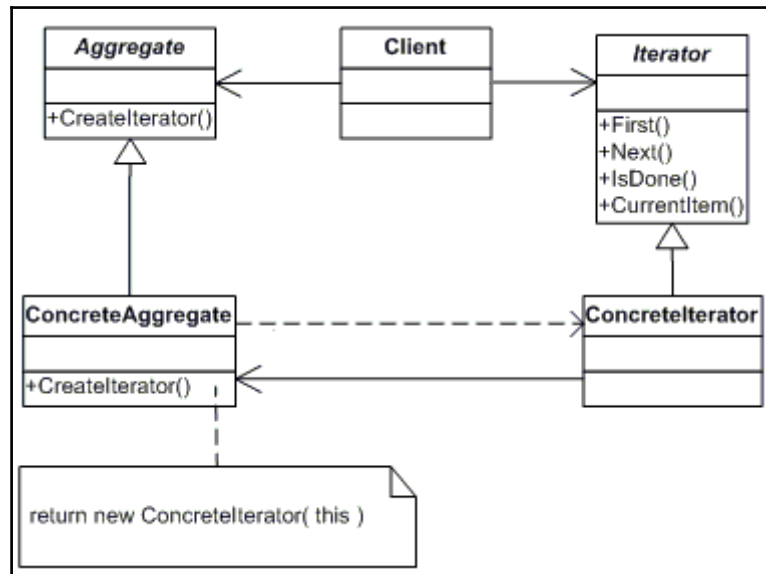 Aggregate
Client
Iterator
+CreateIterator()
+First()
+Next()
+IsDone()
+CurrentItem()
ConcreteAggregate
ConcreteIterator
+CreateIterator()
return new ConcreteIterator( this )